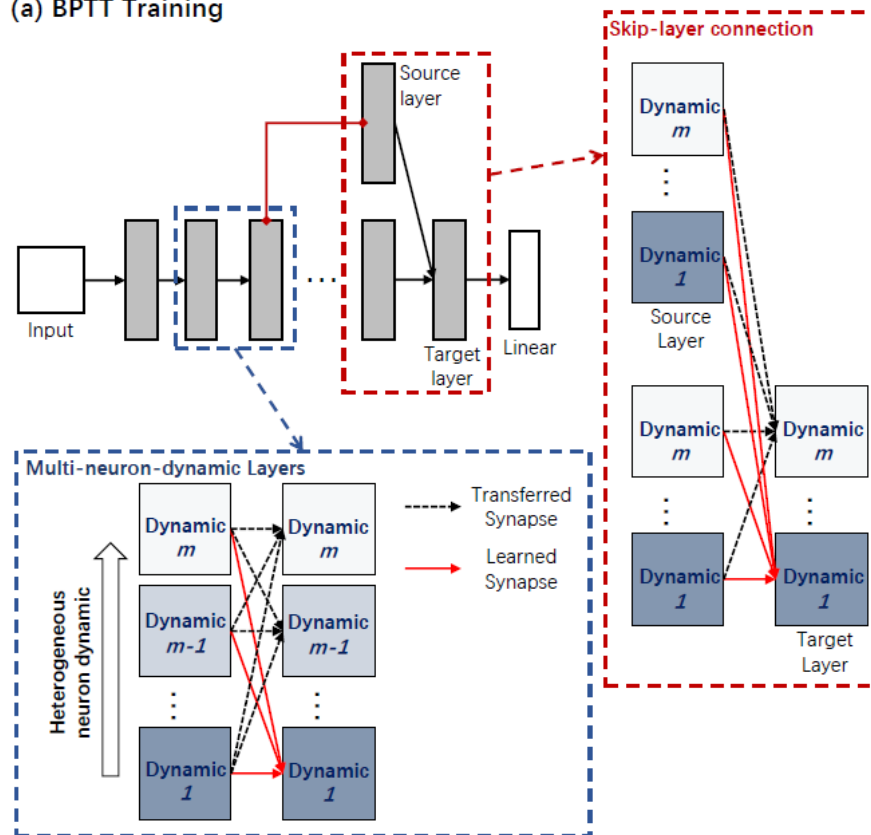 (a) BPTT Training
Skip-layer connection
Source
layer
Input
...
Target
layer
Linear
Dynamic
m
...
Dynamic
1
Source
Layer
Dynamic
m
Dynamic
m
...
...
Dynamic
1
Dynamic
1
Target
Layer
Multi-neuron-dynamic Layers
Heterogeneous
neuron dynamic
Dynamic
m
Dynamic
m
Dynamic
m-1
Dynamic
m-1
...
...
Dynamic
1
Dynamic
1
Transferred
Synapse
Learned
Synapse